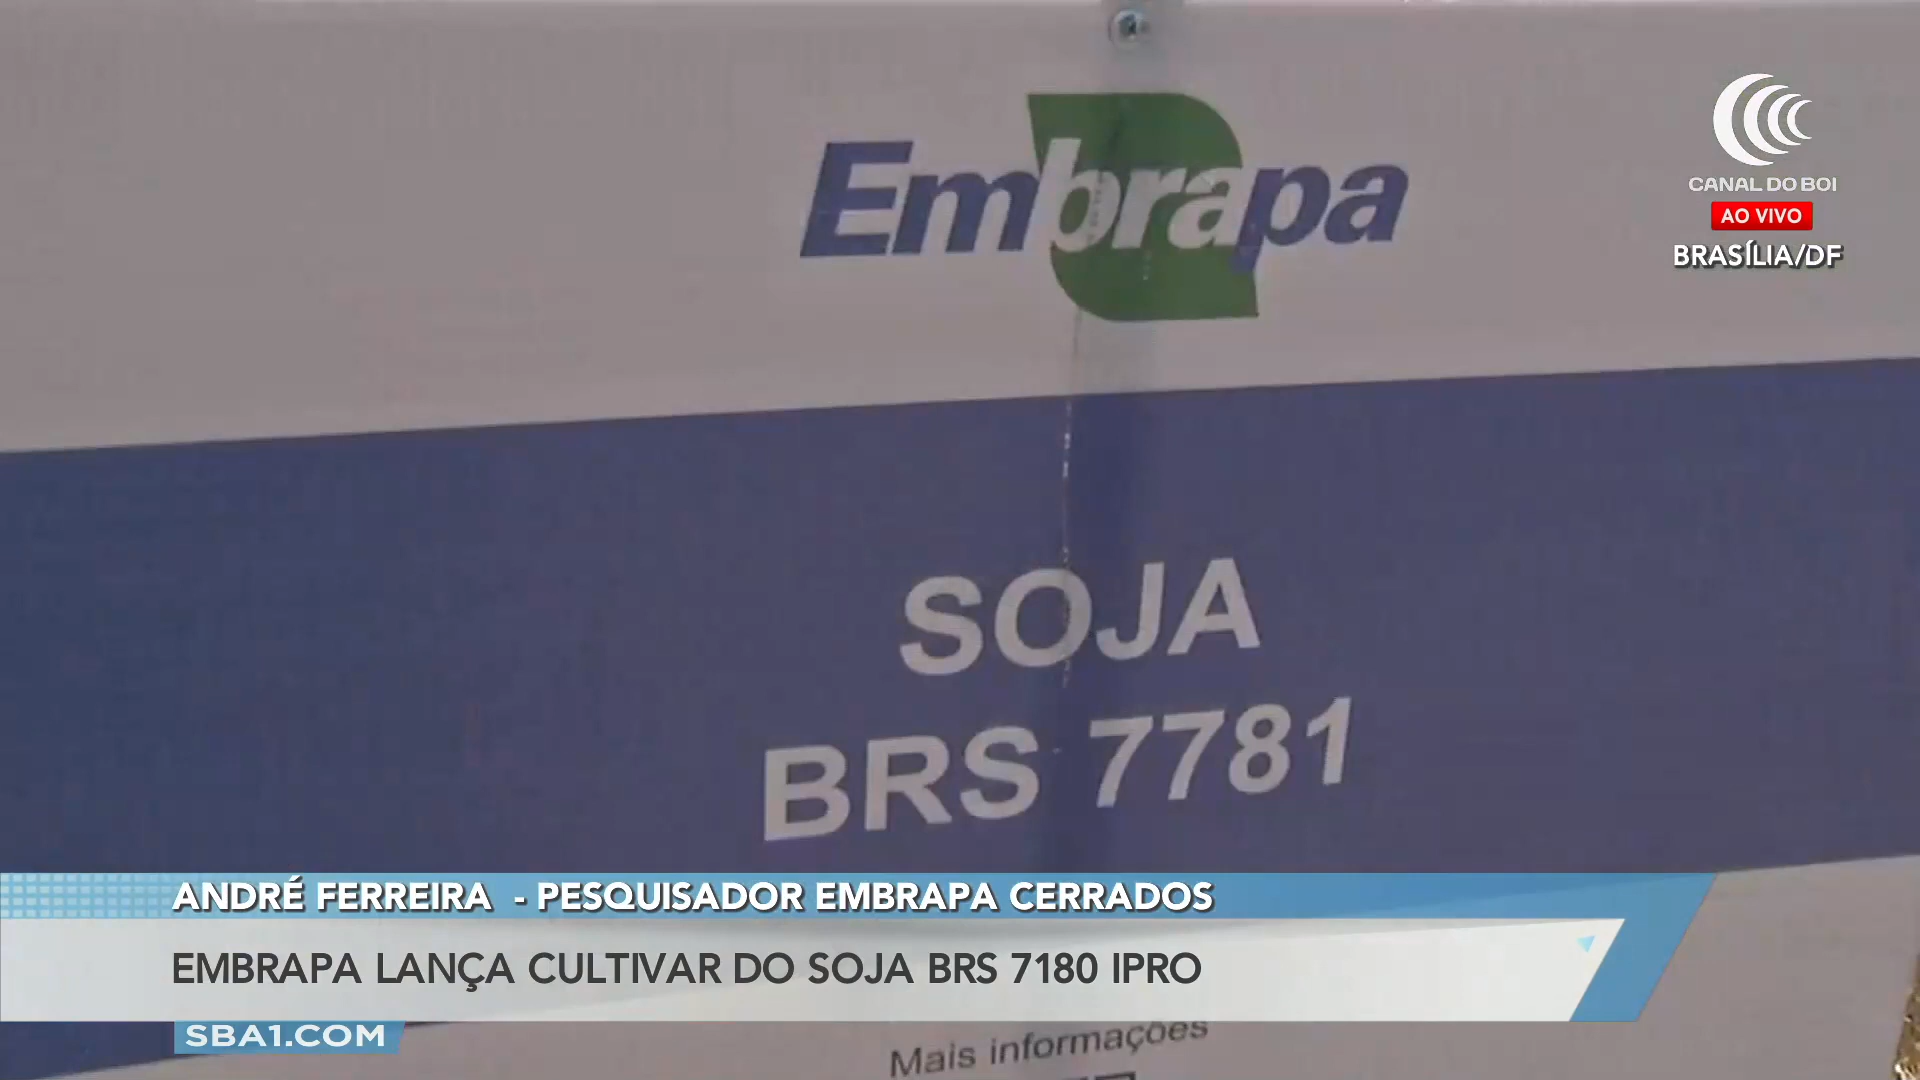 Embrapa
CANAL DO BOI
AO VIVO
BRASÍLIA/DF
SOJA
BRS 7781
ANDRÉ FERREIRA - PESQUISADOR EMBRAPA CERRADOS
EMBRAPA LANÇA CULTIVAR DO SOJA BRS 7180 IPRO
SBA1.COM
Mais informações